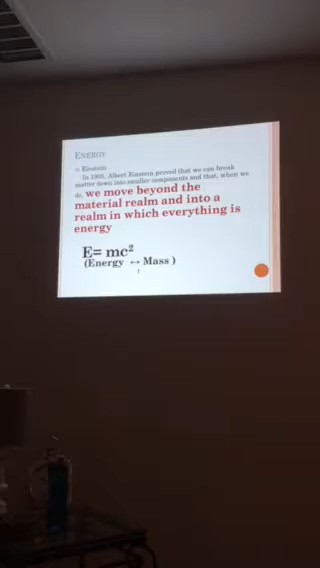 ENERGY
Einstein
In 1905, Albert Einstein proved that we can break
matter down into smaller components and that, when we
do, we move beyond the
material realm and into a
realm in which everything is
energy
E= mc²
(Energy ↔ Mass )